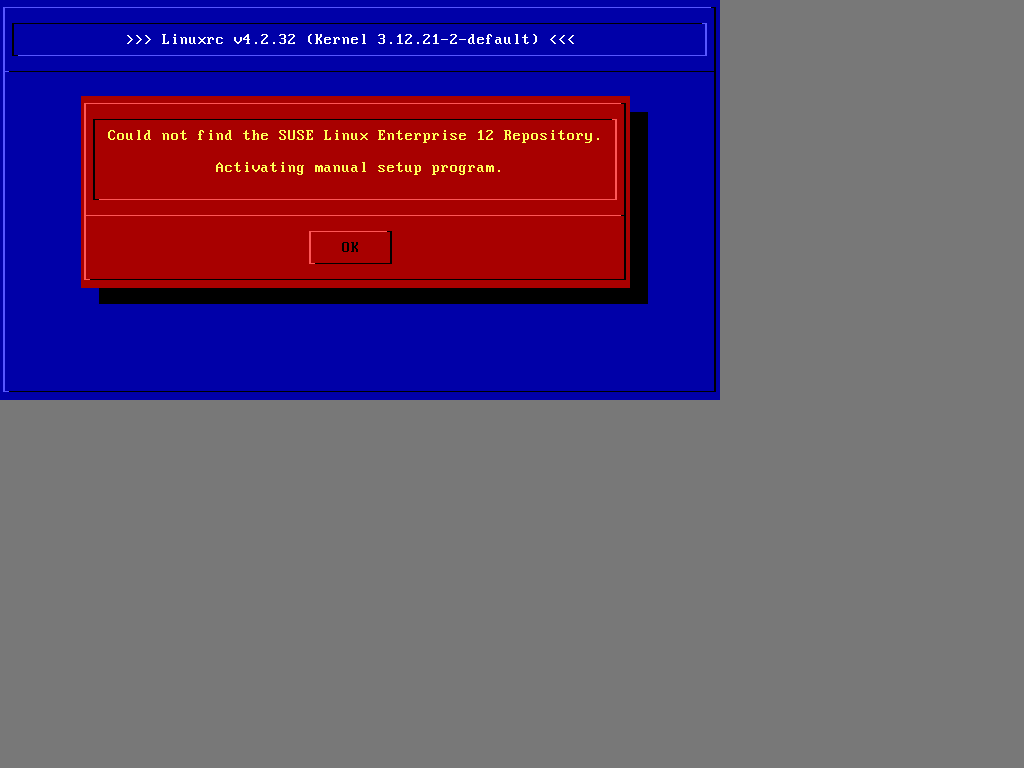 >>> Linuxrc v4.2.32 (Kernel 3.12.21-2-default) <<<
Could not find the SUSE Linux Enterprise 12 Repository.
Activating manual setup program.
OK